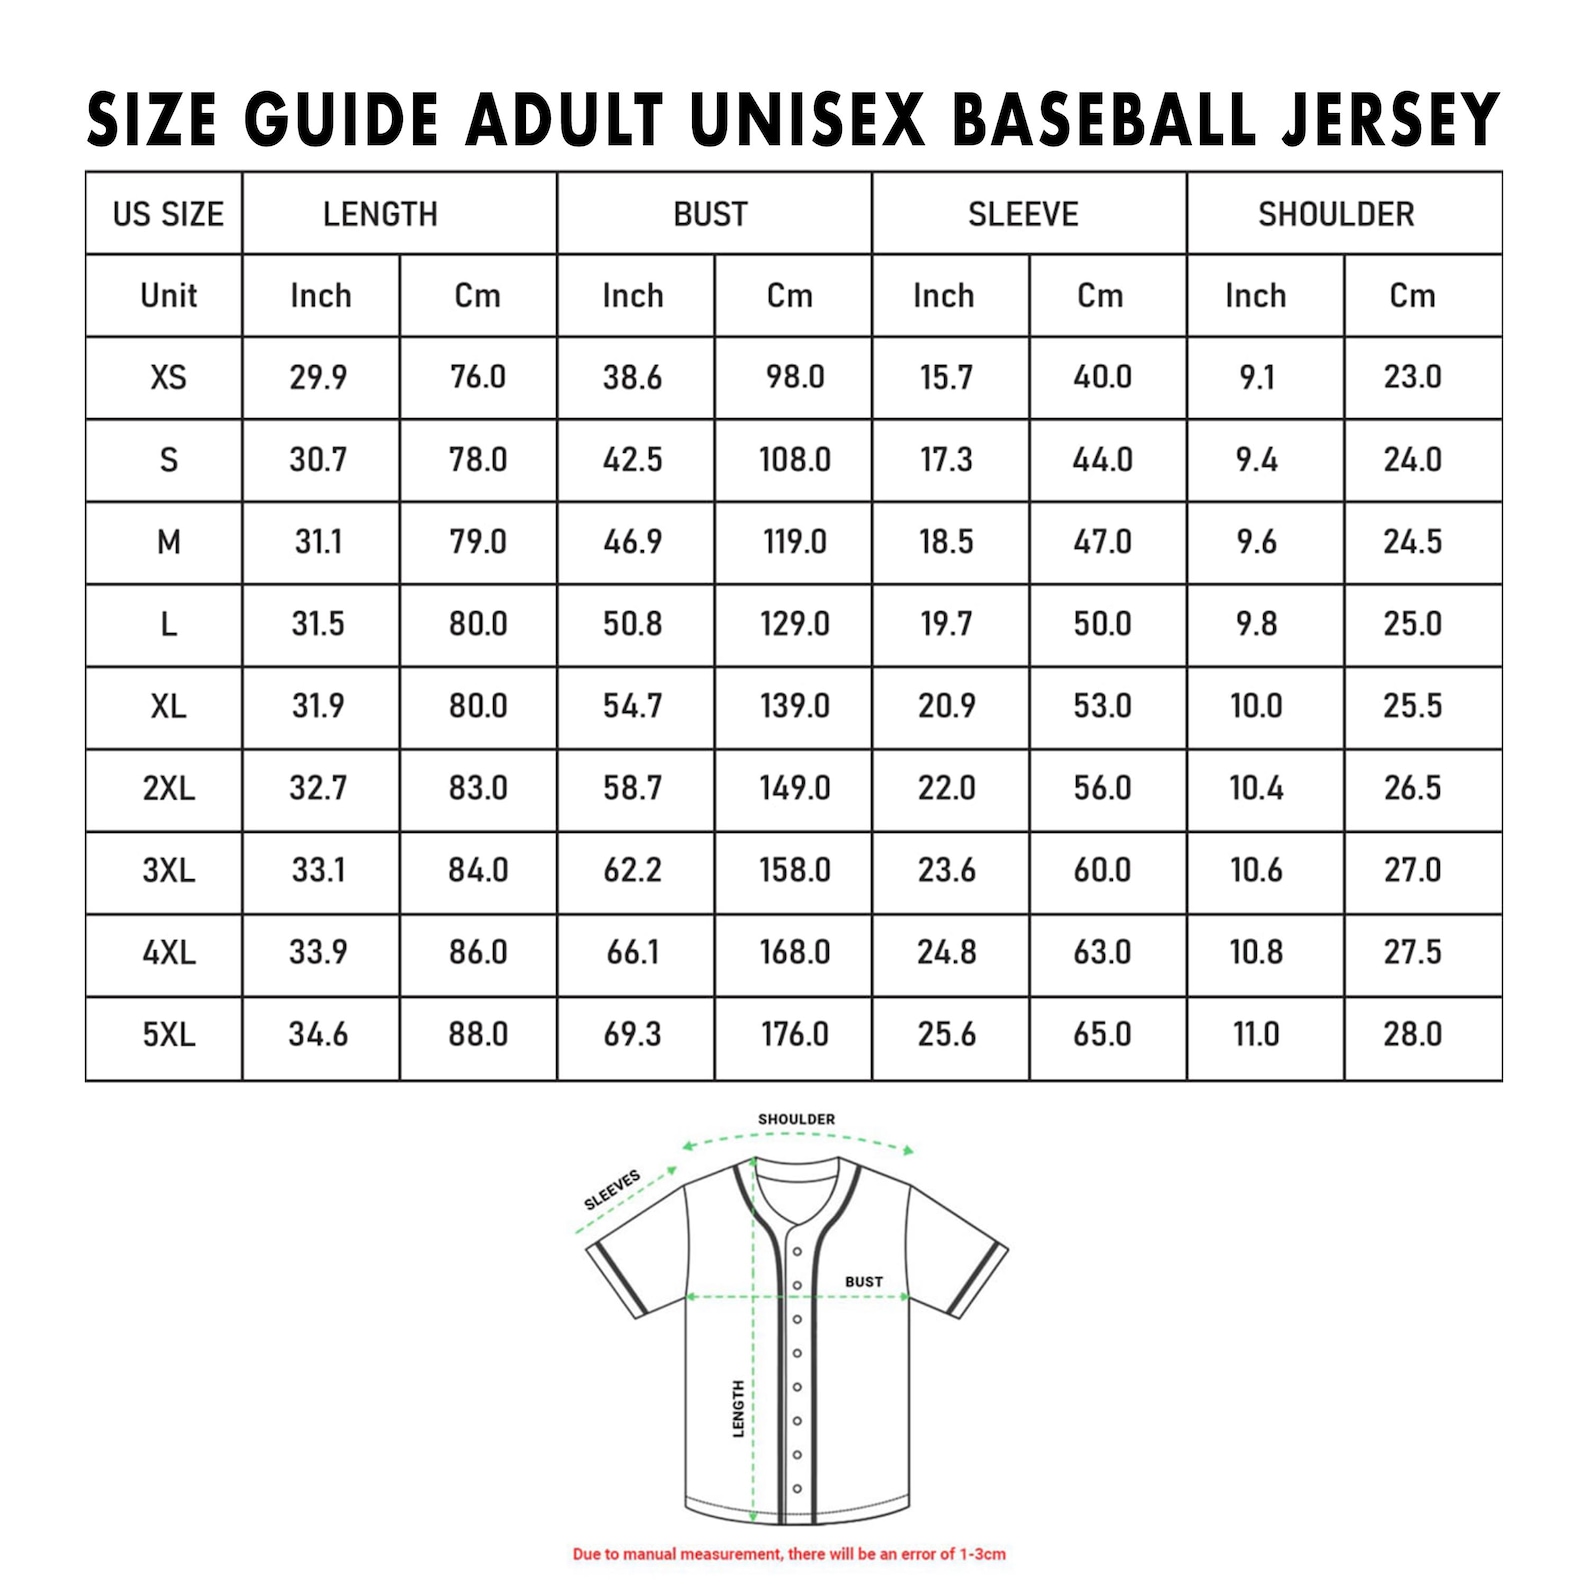 SIZE GUIDE ADULT UNISEX BASEBALL JERSEY
US SIZE LENGTH BUST SLEEVE SHOULDER
Unit Inch Cm Inch Cm Inch Cm Inch Cm
XS 29.9 76.0 38.6 98.0 15.7 40.0 9.1 23.0
S 30.7 78.0 42.5 108.0 17.3 44.0 9.4 24.0
M 31.1 79.0 46.9 119.0 18.5 47.0 9.6 24.5
L 31.5 80.0 50.8 129.0 19.7 50.0 9.8 25.0
XL 31.9 80.0 54.7 139.0 20.9 53.0 10.0 25.5
2XL 32.7 83.0 58.7 149.0 22.0 56.0 10.4 26.5
3XL 33.1 84.0 62.2 158.0 23.6 60.0 10.6 27.0
4XL 33.9 86.0 66.1 168.0 24.8 63.0 10.8 27.5
5XL 34.6 88.0 69.3 176.0 25.6 65.0 11.0 28.0
SHOULDER
SLEEVES
BUST
LENGTH
Due to manual measurement, there will be an error of 1-3cm